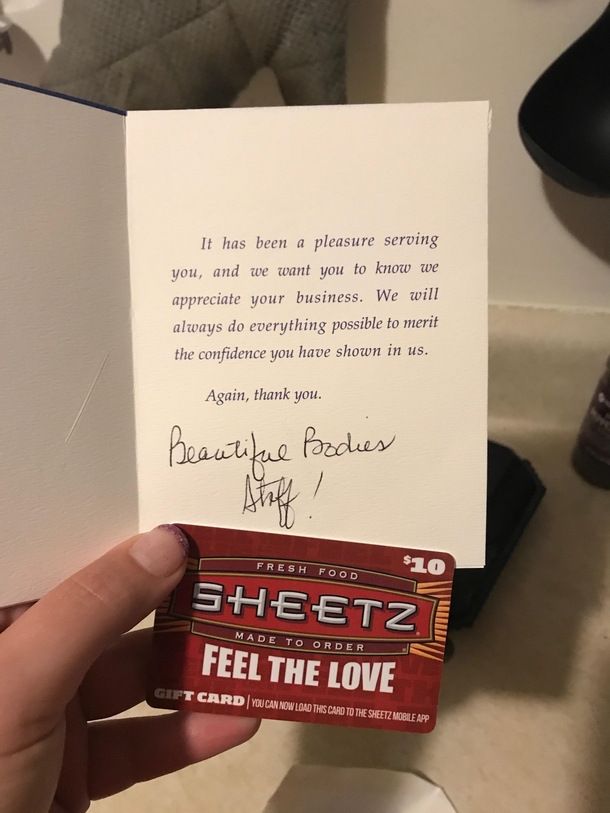 It has been a pleasure serving
you, and we want you to know we
appreciate your business. We will
always do everything possible to merit
the confidence you have shown in us.
Again, thank you.
Beautiful Bodies
Staff!
$10
FRESH FOOD
SHEETZ
MADE TO ORDER
FEEL THE LOVE
GIFT CARD | YOU CAN NOW LOAD THIS CARD TO THE SHEETZ MOBILE APP